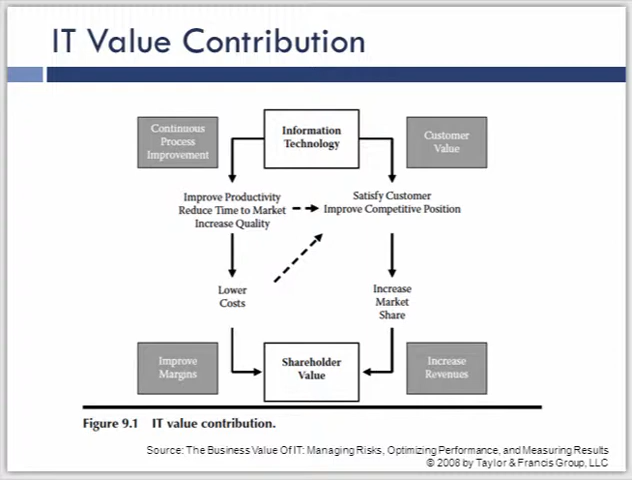 IT Value Contribution
Continuous
Process
Improvement
Information
Technology
Customer
Value
Improve Productivity
Reduce Time to Market
Increase Quality
Satisfy Customer
Improve Competitive Position
Lower
Costs
Increase
Market
Share
Improve
Margins
Shareholder
Value
Increase
Revenues
Figure 9.1 IT value contribution.
Source: The Business Value Of IT: Managing Risks, Optimizing Performance, and Measuring Results
© 2008 by Taylor & Francis Group, LLC